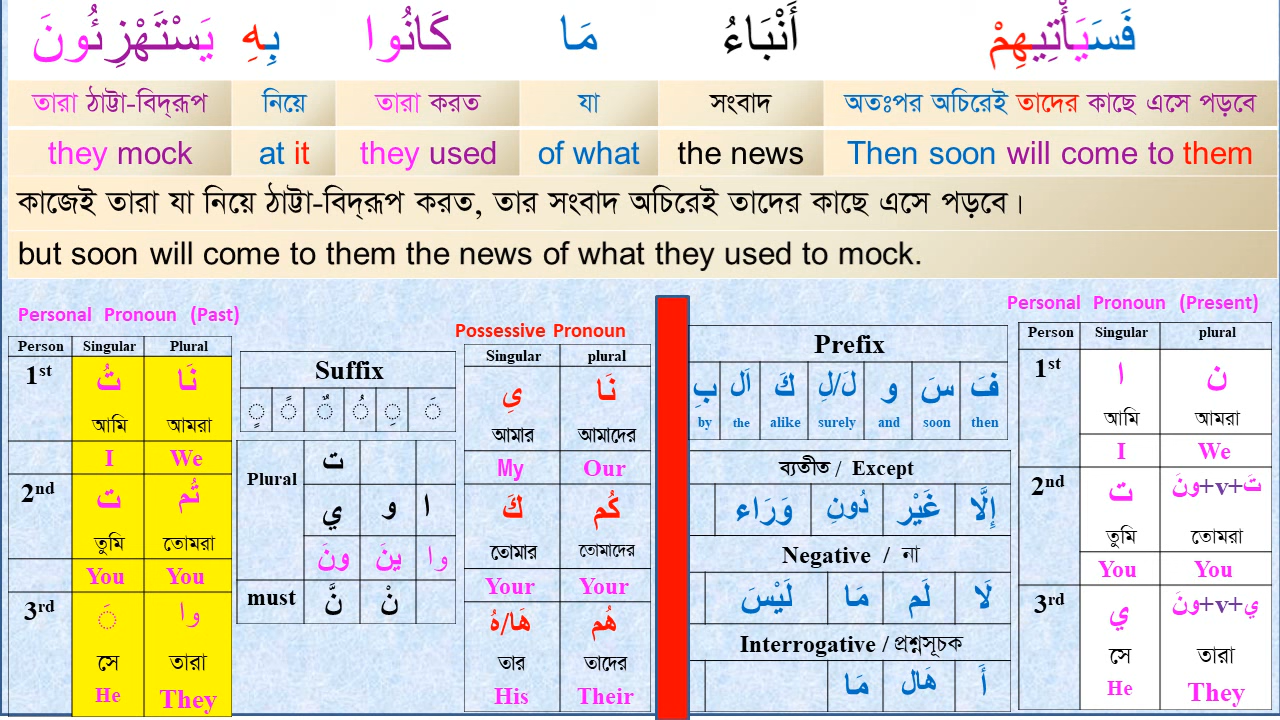 فَسَيَأْتِيهِمْ أَنْبَاءُ مَا كَانُوا بِهِ يَسْتَهْزِئُونَ
তারা ঠাট্টা-বিদ্‌রূপ নিয়ে তারা করত যা সংবাদ অতঃপর অচিরেই তাদের কাছে এসে পড়বে
they mock at it they used of what the news Then soon will come to them
কাজেই তারা যা নিয়ে ঠাট্টা-বিদ্‌রূপ করত, তার সংবাদ অচিরেই তাদের কাছে এসে পড়বে।
but soon will come to them the news of what they used to mock.
Personal Pronoun (Past)
Person Singular Plural
1st تُ نَا
আমি আমরা
I We
2nd ت تُم
তুমি তোমরা
You You
3rd َ وا
সে তারা
He They
Suffix
ٍ ً ٌ ُ ِ َ
Plural ت
ي و ا
ونَ ينَ وا
must نَّ نْ
Possessive Pronoun
Singular plural
يِ نَا
আমার আমাদের
My Our
كَ كُم
তোমার তোমাদের
Your Your
هَا/هُ هُم
তার তাদের
His Their
Prefix
بِ اَل كَ لَ/لِ و سَ فَ
by the alike surely and soon then
ব্যতীত / Except
وَرَاء دُونِ غَيْر إِلَّا
Negative / না
لَيْسَ مَا لَم لَا
Interrogative / প্রশ্নসূচক
مَا هَال أَ
Personal Pronoun (Present)
Person Singular plural
1st ا ن
আমি আমরা
I We
2nd ت تَ+v+ونَ
তুমি তোমরা
You You
3rd ي ي+v+ونَ
সে তারা
He They